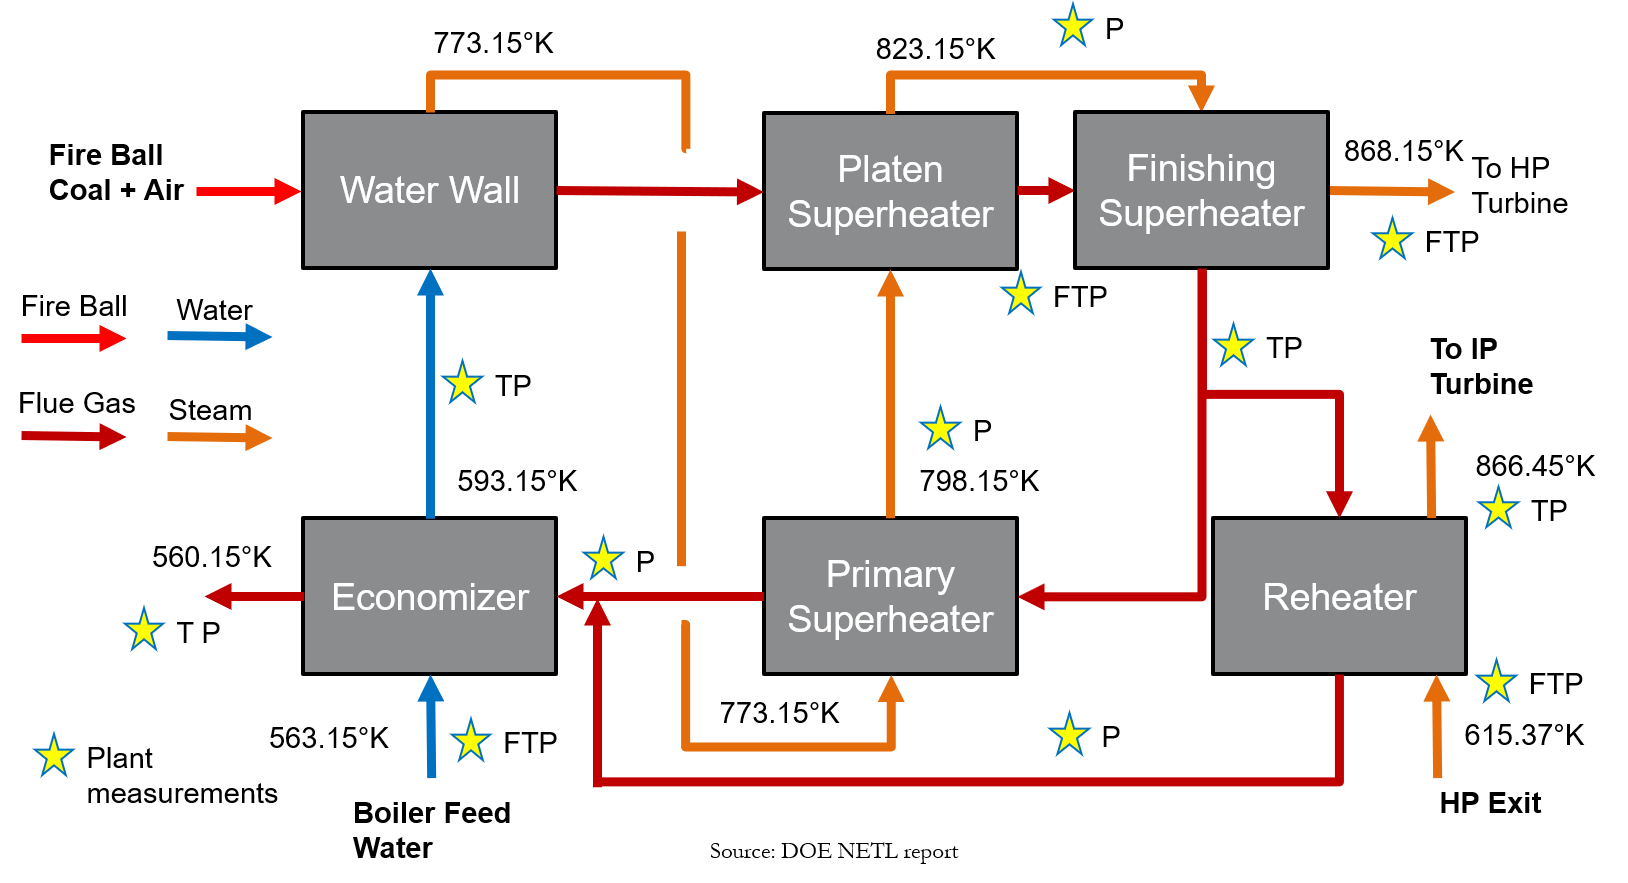 773.15°K
823.15°K
P
Fire Ball
Coal + Air
Water Wall
Platen
Superheater
Finishing
Superheater
868.15°K
To HP
Turbine
FTP
Fire Ball
Water
FTP
TP
To IP
Turbine
TP
Flue Gas
Steam
P
593.15°K
798.15°K
866.45°K
TP
560.15°K
T P
Economizer
P
Primary
Superheater
Reheater
FTP
563.15°K
FTP
773.15°K
P
615.37°K
Plant
measurements
Boiler Feed
Water
HP Exit
Source: DOE NETL report